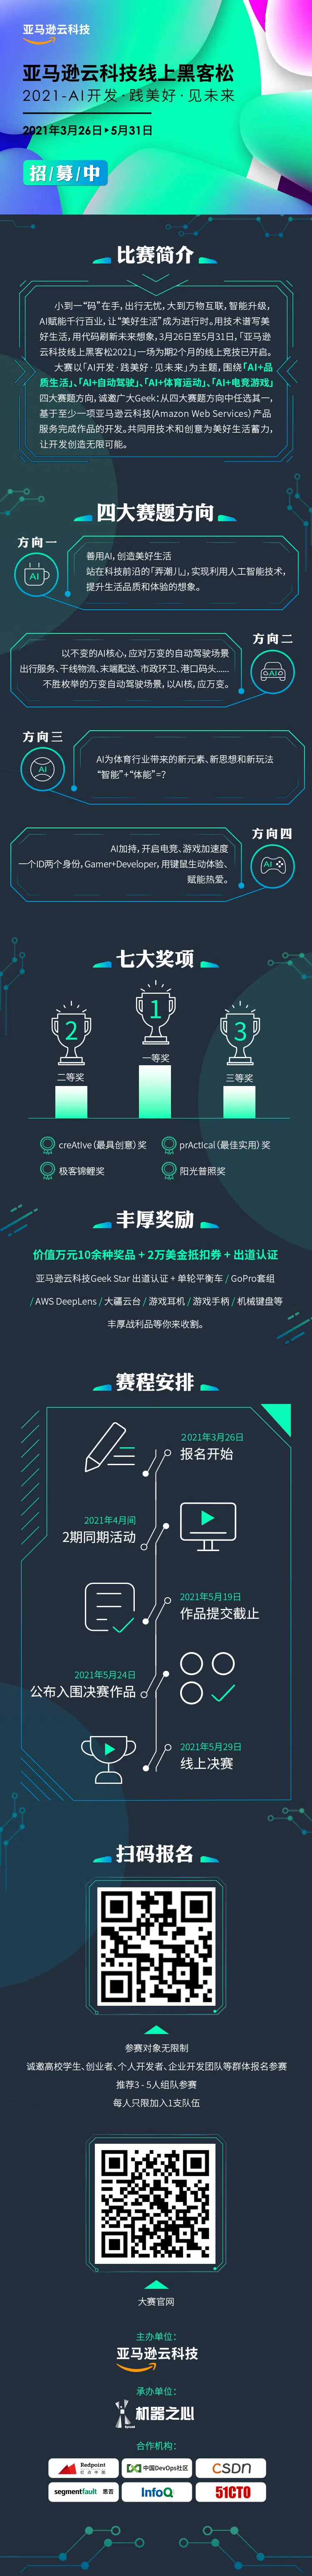 亚马逊云科技
亚马逊云科技线上黑客松
2021-AI开发·践美好·见未来
2021年3月26日▸5月31日
招/募/中
比赛简介
小到一“码”在手,出行无忧,大到万物互联,智能升级,
AI赋能千行百业,让“美好生活”成为进行时。用技术谱写美
好生活,用代码刷新未来想象,3月26日至5月31日,「亚马逊
云科技线上黑客松2021」一场为期2个月的线上竞技已开启。
大赛以「AI开发·践美好·见未来」为主题,围绕「AI+品
质生活」、「AI+自动驾驶」、「AI+体育运动」、「AI+电竞游戏」
四大赛题方向,诚邀广大Geek:从四大赛题方向中任选其一,
基于至少一项亚马逊云科技(Amazon Web Services）产品
服务完成作品的开发。共同用技术和创意为美好生活蓄力,
让开发创造无限可能。
四大赛题方向
方向一
AI
善用AI,创造美好生活
站在科技前沿的「弄潮儿」,实现利用人工智能技术,
提升生活品质和体验的想象。
方向二
AI
以不变的AI核心,应对万变的自动驾驶场景
出行服务、干线物流、末端配送、市政环卫、港口码头......
不胜枚举的万变自动驾驶场景,以AI核,应万变。
方向三
AI
AI为体育行业带来的新元素、新思想和新玩法
“智能”+“体能”=？
方向四
AI
AI加持,开启电竞、游戏加速度
一个ID两个身份,Gamer+Developer,用键鼠生动体验、
赋能热爱。
七大奖项
2
1
3
二等奖
一等奖
三等奖
creAtIve（最具创意）奖
prActIcal（最佳实用）奖
极客锦鲤奖
阳光普照奖
丰厚奖励
价值万元10余种奖品 + 2万美金抵扣券 + 出道认证
亚马逊云科技Geek Star 出道认证 + 单轮平衡车 / GoPro套组
/ AWS DeepLens / 大疆云台 / 游戏耳机 / 游戏手柄 / 机械键盘等
丰厚战利品等你来收割。
赛程安排
2021年3月26日
报名开始
2021年4月间
2期同期活动
2021年5月19日
作品提交截止
2021年5月24日
公布入围决赛作品
2021年5月29日
线上决赛
扫码报名
参赛对象无限制
诚邀高校学生、创业者、个人开发者、企业开发团队等群体报名参赛
推荐3 - 5人组队参赛
每人只限加入1支队伍
大赛官网
主办单位:
亚马逊云科技
承办单位:
机器之心
合作机构:
Redpoint
红点中国
中国DevOps社区
CSDN
segmentfault 思否
InfoQ
51CTO